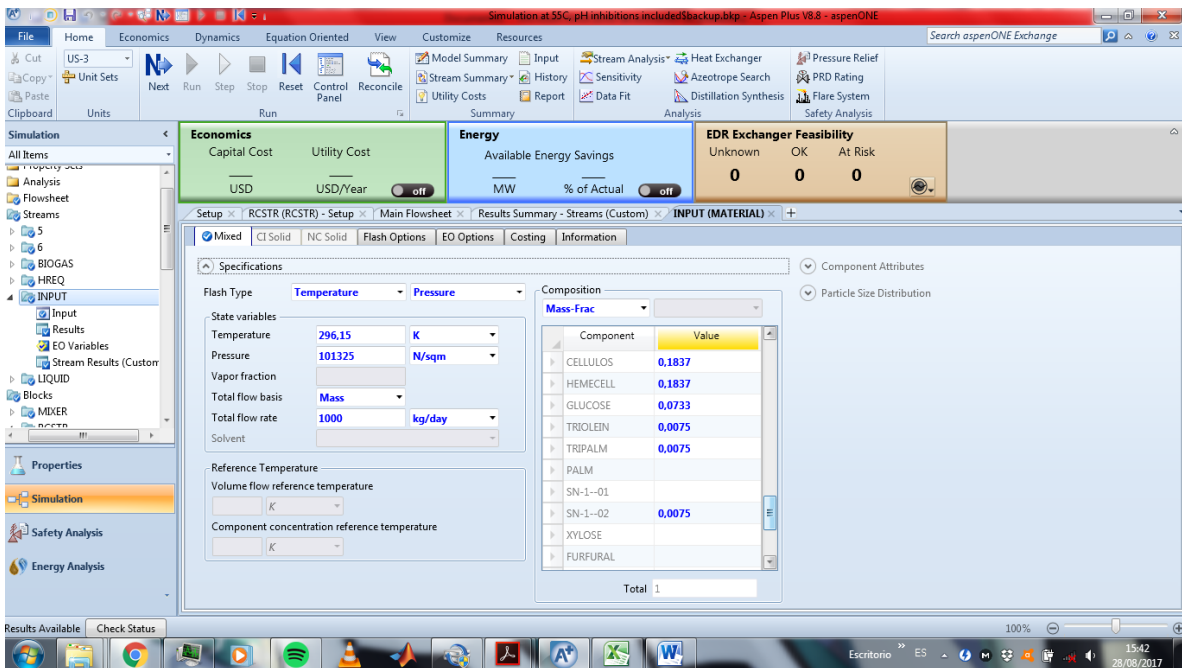 Simulation at 55C, pH inhibitions included$backup.bkp - Aspen Plus V8.8 - aspenONE
File Home Economics Dynamics Equation Oriented View Customize Resources Search aspenONE Exchange
Cut US-3 Model Summary Input Stream Analysis Heat Exchanger Pressure Relief
Copy Unit Sets Next Run Step Stop Reset Control Panel Reconcile Stream Summary History Sensitivity Azeotrope Search PRD Rating
Paste Utility Costs Report Data Fit Distillation Synthesis Flare System
Clipboard Units Run Summary Analysis Safety Analysis
Simulation
All Items
Property Sets
Analysis
Flowsheet
Streams
5
6
BIOGAS
HREQ
INPUT
Input
Results
EO Variables
Stream Results (Custom
LIQUID
Blocks
MIXER
RCSTR
Properties
Simulation
Safety Analysis
Energy Analysis
Economics
Capital Cost Utility Cost
USD USD/Year off
Energy
Available Energy Savings
MW % of Actual off
EDR Exchanger Feasibility
Unknown OK At Risk
0 0 0
Setup RCSTR (RCSTR) - Setup Main Flowsheet Results Summary - Streams (Custom) INPUT (MATERIAL) +
Mixed CI Solid NC Solid Flash Options EO Options Costing Information
Specifications
Flash Type Temperature Pressure
State variables
Temperature 296,15 K
Pressure 101325 N/sqm
Vapor fraction
Total flow basis Mass
Total flow rate 1000 kg/day
Solvent
Reference Temperature
Volume flow reference temperature
K
Component concentration reference temperature
K
Composition
Mass-Frac
Component Value
CELLULOS 0,1837
HEMECELL 0,1837
GLUCOSE 0,0733
TRIOLEIN 0,0075
TRIPALM 0,0075
PALM
SN-1--01
SN-1--02 0,0075
XYLOSE
FURFURAL
Total 1
Component Attributes
Particle Size Distribution
Results Available Check Status 100%
Escritorio ES 15:42
28/08/2017